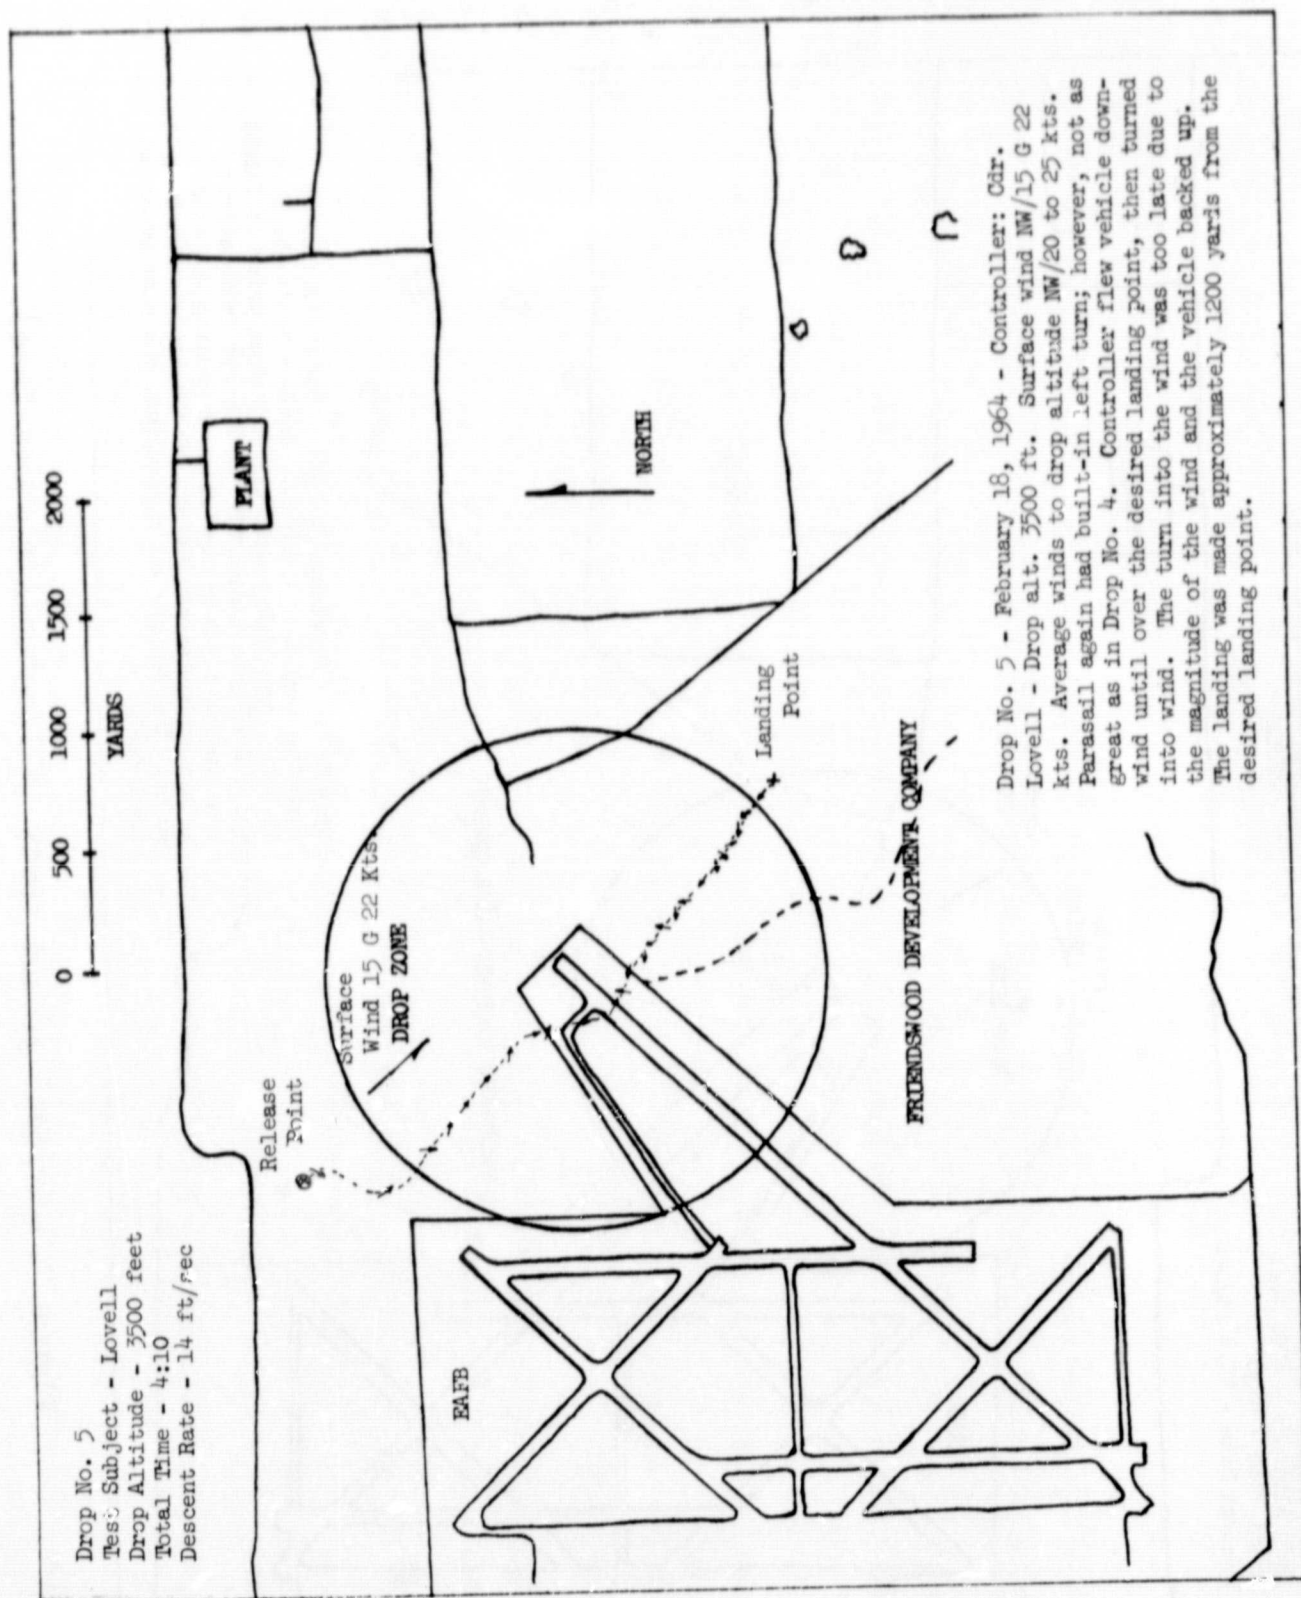 Drop No. 5
Test Subject - Lovell
Drop Altitude - 3500 feet
Total Time - 4:10
Descent Rate - 14 ft/sec
0 500 1000 1500 2000
YARDS
PLANT
Release
Point
Surface
Wind 15 G 22 Kts.
DROP ZONE
NORTH
EAFB
Landing
Point
FRIENDSWOOD DEVELOPMENT COMPANY
Drop No. 5 - February 18, 1964 - Controller: Cdr.
Lovell - Drop alt. 3500 ft. Surface wind NW/15 G 22
kts. Average winds to drop altitude NW/20 to 25 kts.
Parasail again had built-in left turn; however, not as
great as in Drop No. 4. Controller flew vehicle down-
wind until over the desired landing point, then turned
into wind. The turn into the wind was too late due to
the magnitude of the wind and the vehicle backed up.
The landing was made approximately 1200 yards from the
desired landing point.